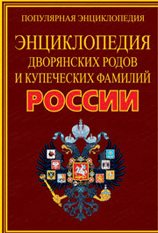 ПОПУЛЯРНАЯ ЭНЦИКЛОПЕДИЯ
ЭНЦИКЛОПЕДИЯ
ДВОРЯНСКИХ РОДОВ
И КУПЕЧЕСКИХ ФАМИЛИЙ
РОССИИ